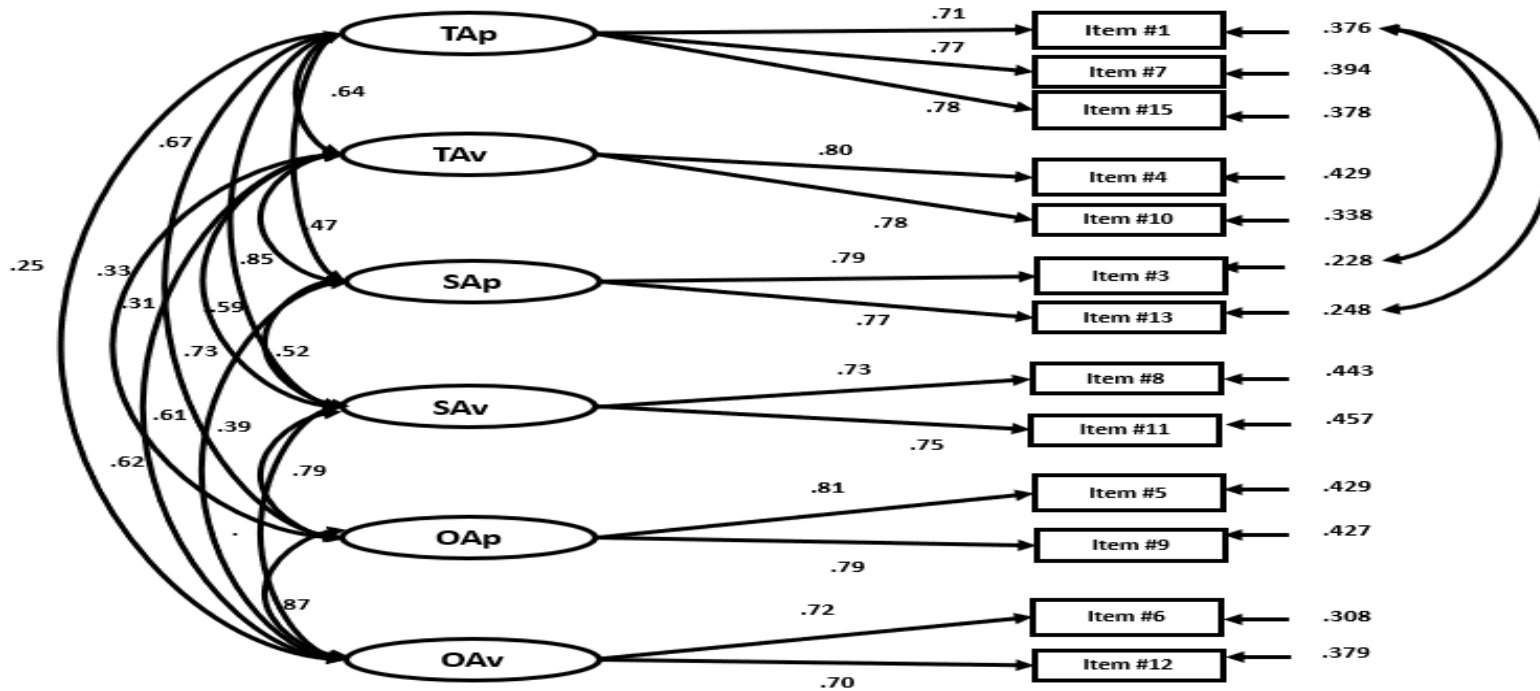 .71
TAp
Item #1
.376
.77
Item #7
.394
.64
.78
Item #15
.378
.67
TAv
.80
Item #4
.429
.78
Item #10
.338
.47
.25
.33
.85
SAp
.79
Item #3
.228
.31
.59
.77
Item #13
.248
.73
.52
.73
Item #8
.443
SAv
.61
.39
.75
Item #11
.457
.62
.79
.81
Item #5
.429
.
OAp
.79
Item #9
.427
.87
.72
Item #6
.308
OAv
.70
Item #12
.379